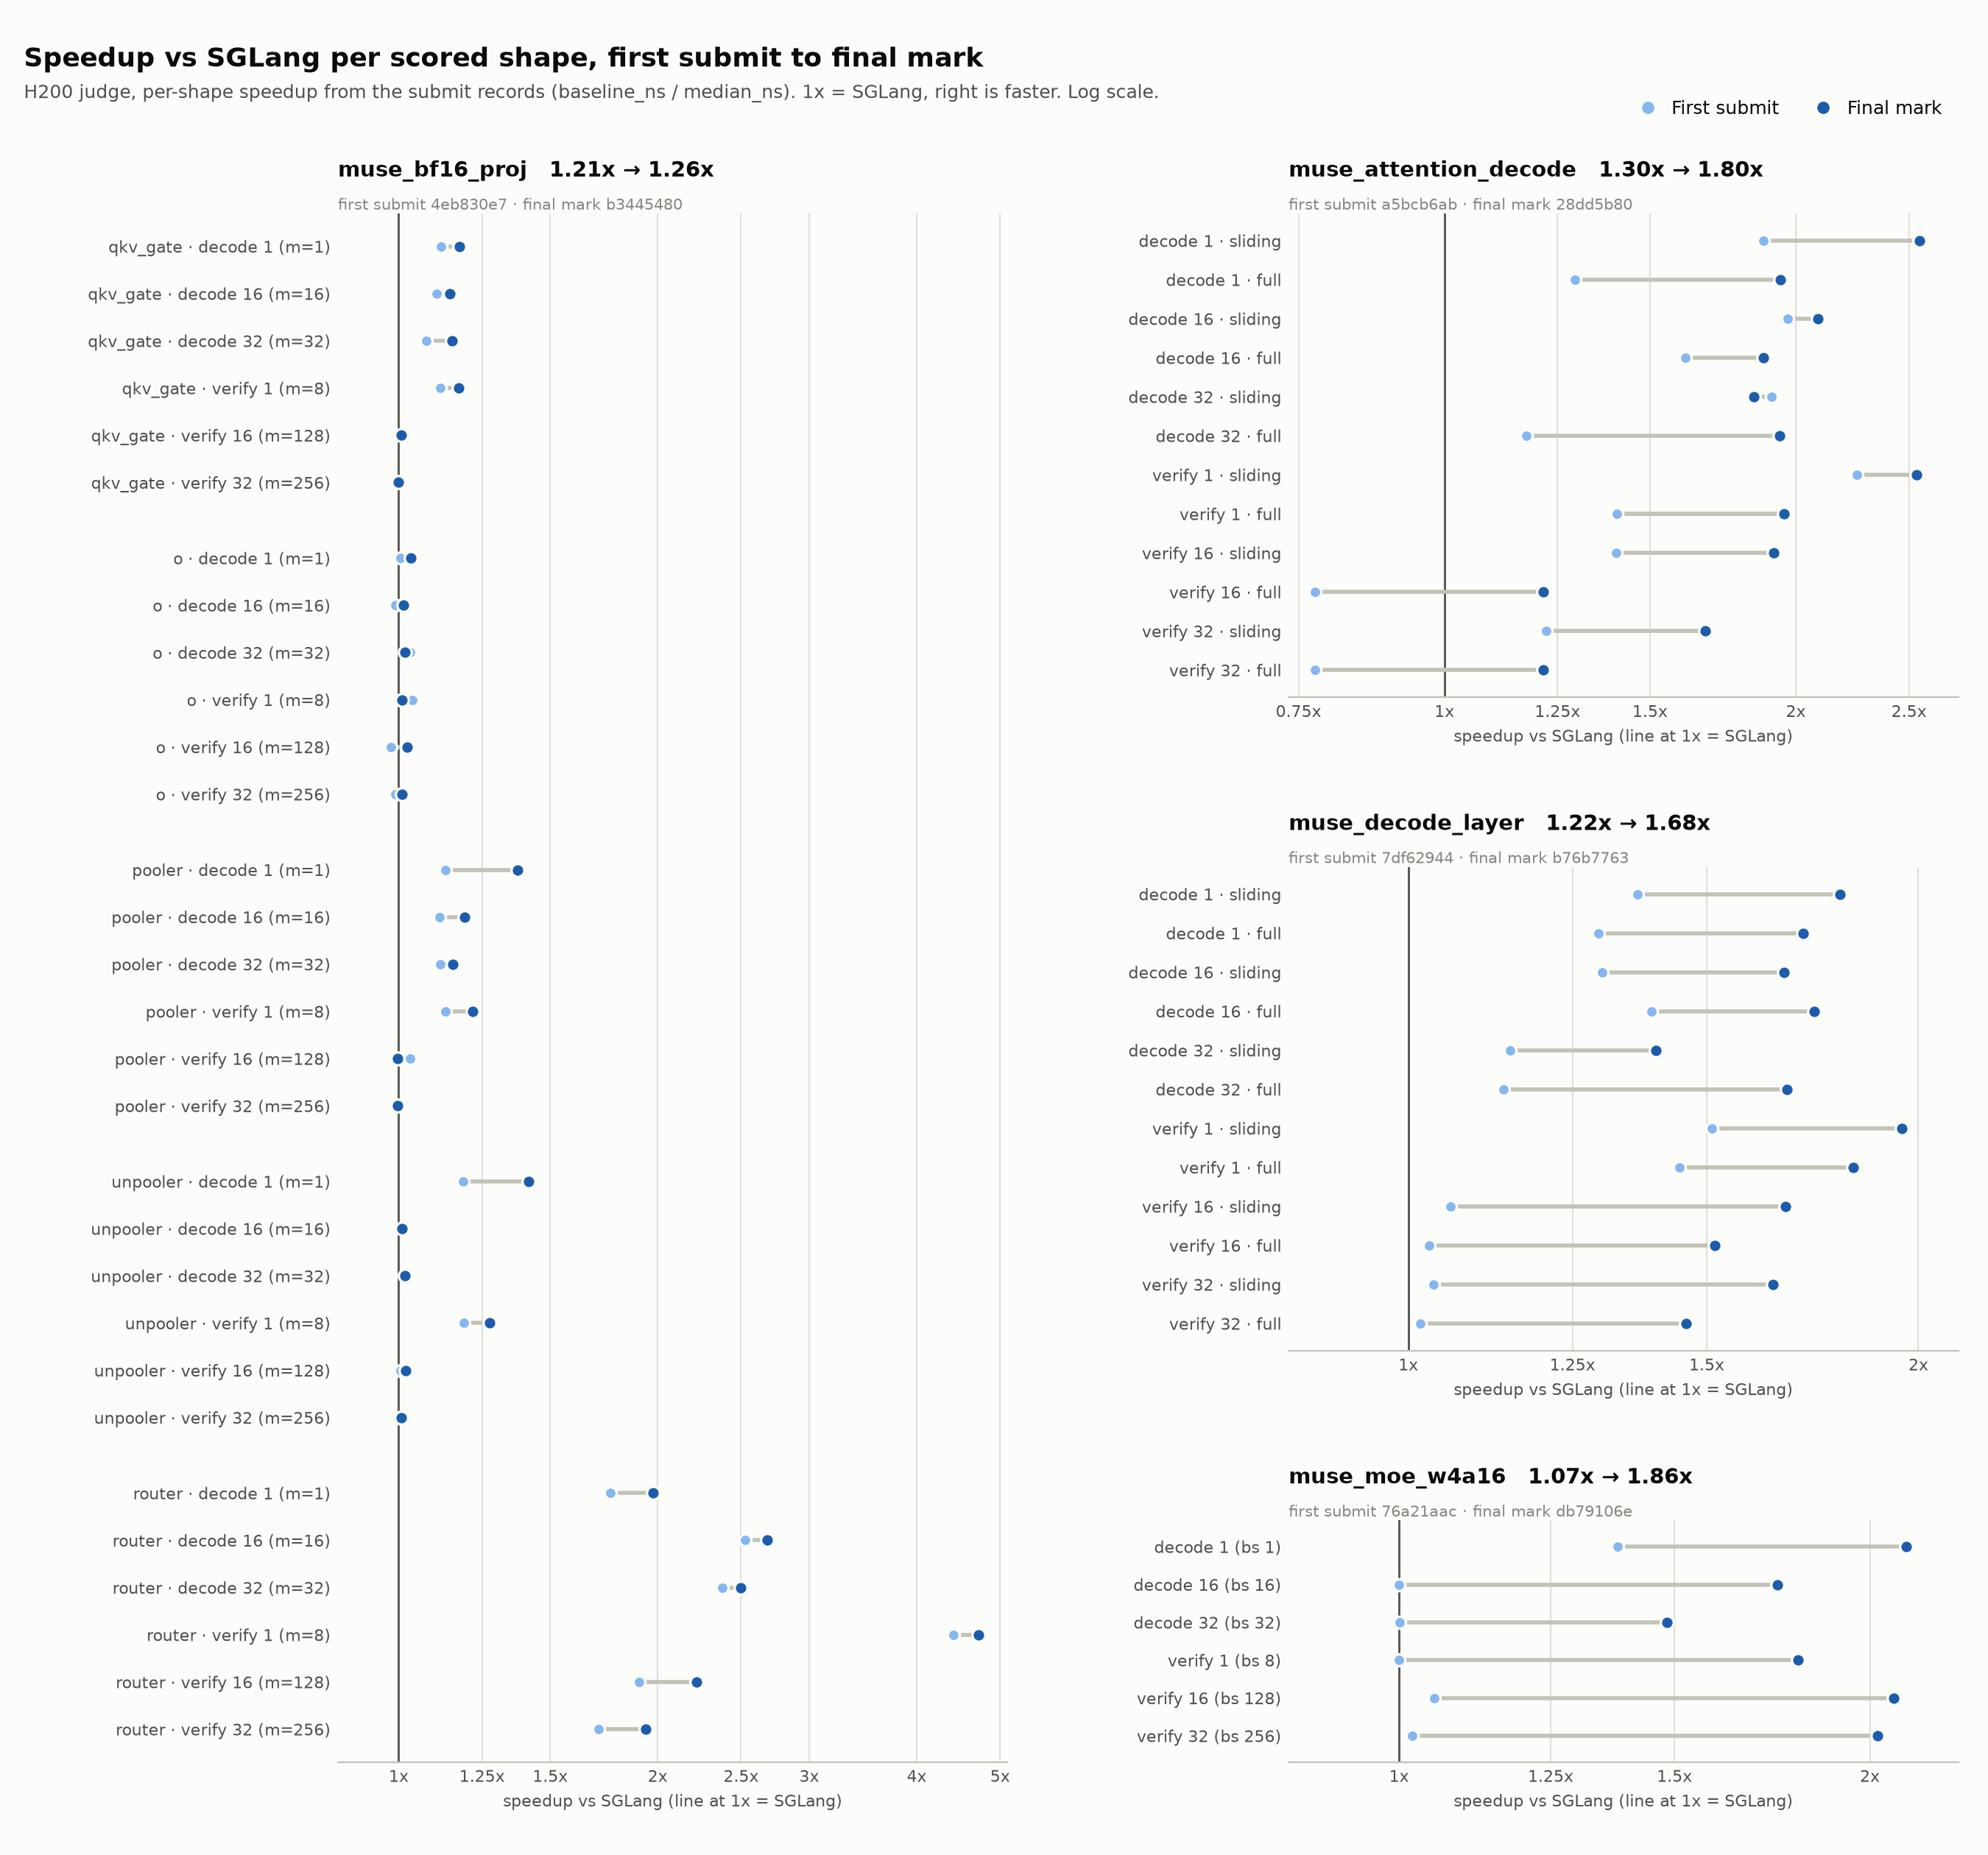 Speedup vs SGLang per scored shape, first submit to final mark
H200 judge, per-shape speedup from the submit records (baseline_ns / median_ns). 1x = SGLang, right is faster. Log scale.
First submit
Final mark
muse_bf16_proj 1.21x → 1.26x
first submit 4eb830e7 · final mark b3445480
qkv_gate · decode 1 (m=1)
qkv_gate · decode 16 (m=16)
qkv_gate · decode 32 (m=32)
qkv_gate · verify 1 (m=8)
qkv_gate · verify 16 (m=128)
qkv_gate · verify 32 (m=256)
o · decode 1 (m=1)
o · decode 16 (m=16)
o · decode 32 (m=32)
o · verify 1 (m=8)
o · verify 16 (m=128)
o · verify 32 (m=256)
pooler · decode 1 (m=1)
pooler · decode 16 (m=16)
pooler · decode 32 (m=32)
pooler · verify 1 (m=8)
pooler · verify 16 (m=128)
pooler · verify 32 (m=256)
unpooler · decode 1 (m=1)
unpooler · decode 16 (m=16)
unpooler · decode 32 (m=32)
unpooler · verify 1 (m=8)
unpooler · verify 16 (m=128)
unpooler · verify 32 (m=256)
router · decode 1 (m=1)
router · decode 16 (m=16)
router · decode 32 (m=32)
router · verify 1 (m=8)
router · verify 16 (m=128)
router · verify 32 (m=256)
1x 1.25x 1.5x 2x 2.5x 3x 4x 5x
speedup vs SGLang (line at 1x = SGLang)
muse_attention_decode 1.30x → 1.80x
first submit a5bcb6ab · final mark 28dd5b80
decode 1 · sliding
decode 1 · full
decode 16 · sliding
decode 16 · full
decode 32 · sliding
decode 32 · full
verify 1 · sliding
verify 1 · full
verify 16 · sliding
verify 16 · full
verify 32 · sliding
verify 32 · full
0.75x 1x 1.25x 1.5x 2x 2.5x
speedup vs SGLang (line at 1x = SGLang)
muse_decode_layer 1.22x → 1.68x
first submit 7df62944 · final mark b76b7763
decode 1 · sliding
decode 1 · full
decode 16 · sliding
decode 16 · full
decode 32 · sliding
decode 32 · full
verify 1 · sliding
verify 1 · full
verify 16 · sliding
verify 16 · full
verify 32 · sliding
verify 32 · full
1x 1.25x 1.5x 2x
speedup vs SGLang (line at 1x = SGLang)
muse_moe_w4a16 1.07x → 1.86x
first submit 76a21aac · final mark db79106e
decode 1 (bs 1)
decode 16 (bs 16)
decode 32 (bs 32)
verify 1 (bs 8)
verify 16 (bs 128)
verify 32 (bs 256)
1x 1.25x 1.5x 2x
speedup vs SGLang (line at 1x = SGLang)